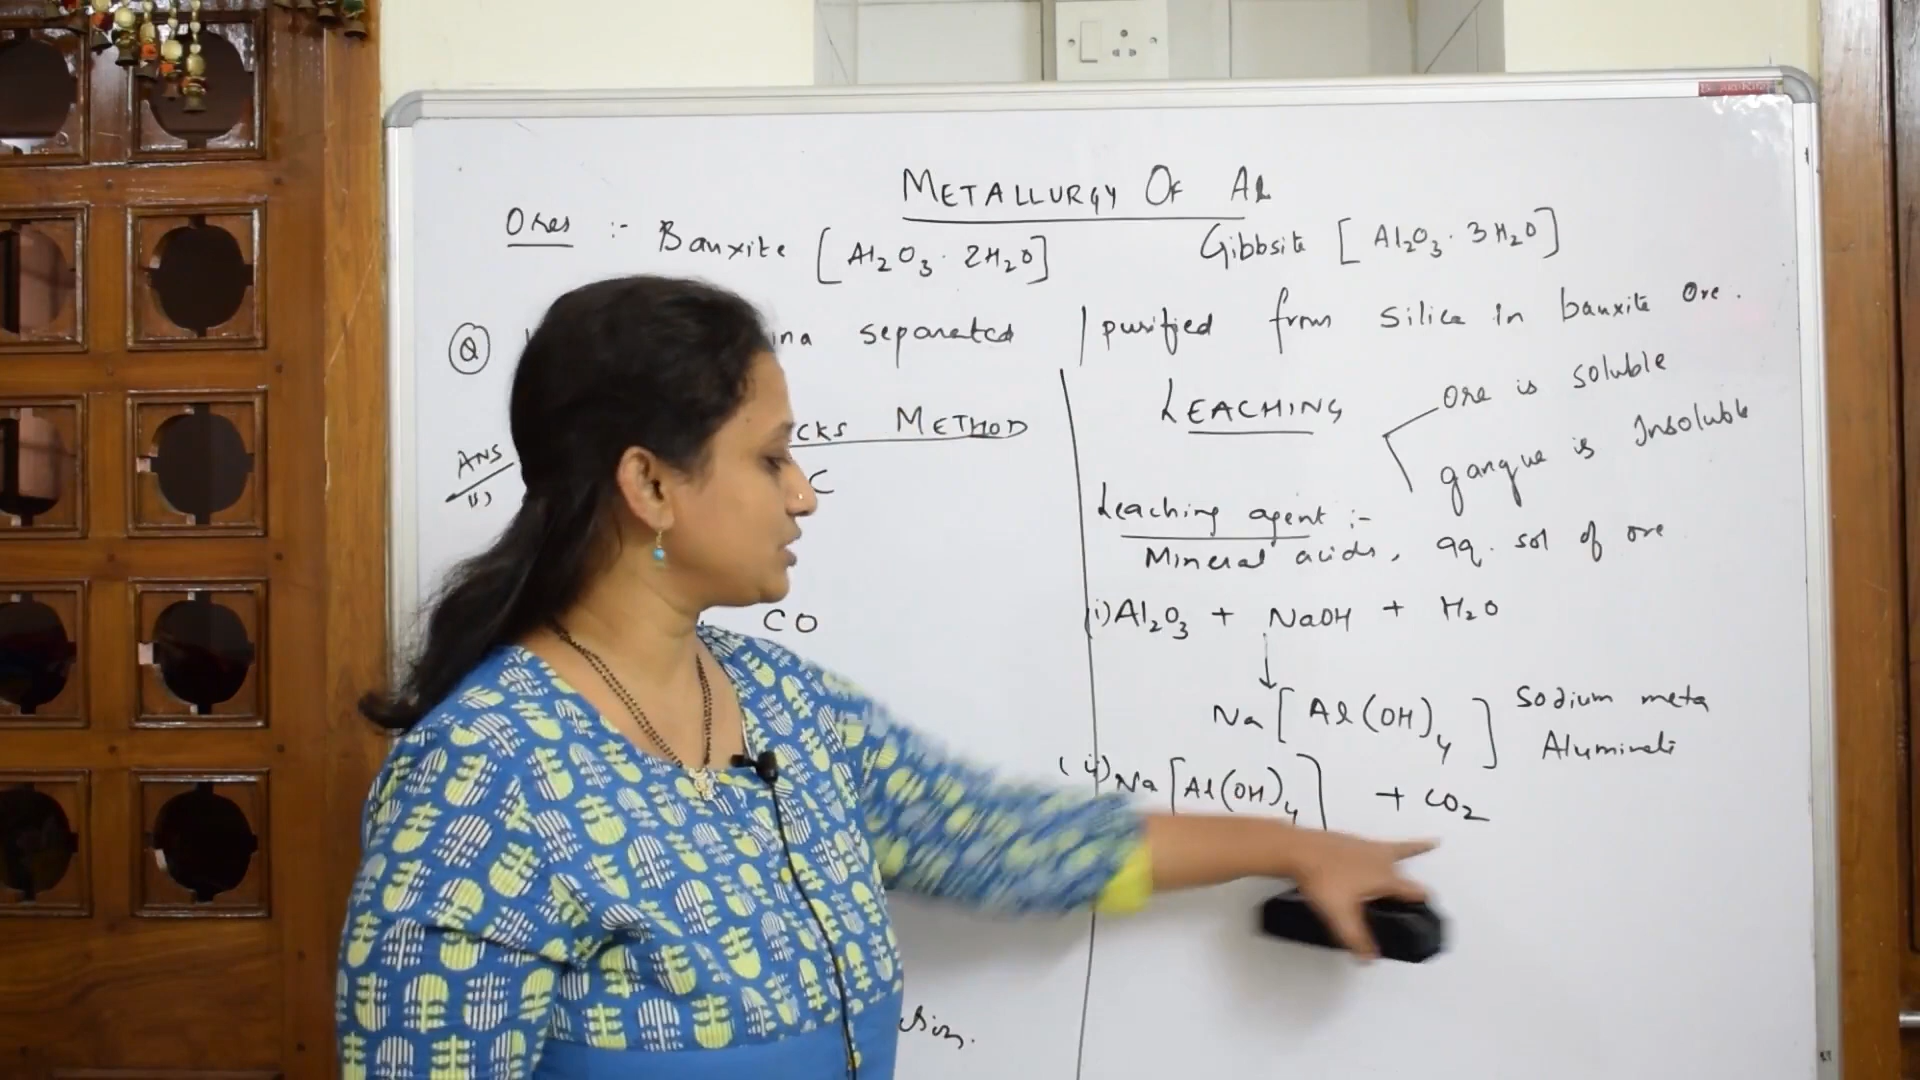 METALLURGY OF Al
Ores :- Bauxite [Al₂O₃·2H₂O] Gibbsite [Al₂O₃·3H₂O]
Q ina separated / purified from silica in bauxite Ore.
ANS
(i)
cks METHOD
C
CO
LEACHING
Ore is soluble
gangue is Insoluble
Leaching agent :-
Mineral acids, aq. sol of ore
i) Al₂O₃ + NaOH + H₂O
↓
Na[Al(OH)₄] Sodium meta
Aluminate
(ii) Na[Al(OH)₄] + CO₂